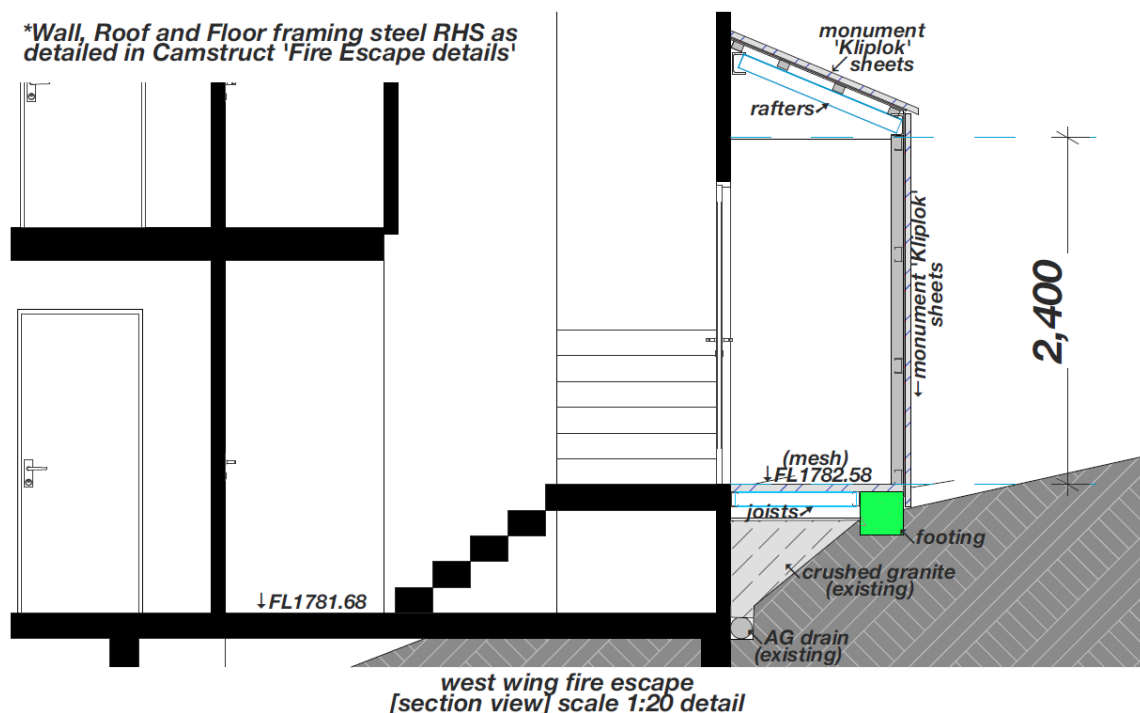 *Wall, Roof and Floor framing steel RHS as
detailed in Camstruct 'Fire Escape details'
monument
'Kliplok'
↙sheets
rafters↗
←monument 'Kliplok'
sheets
2,400
(mesh)
↓FL1782.58
joists↗
↖footing
↖crushed granite
(existing)
↓FL1781.68
↖AG drain
(existing)
west wing fire escape
[section view] scale 1:20 detail